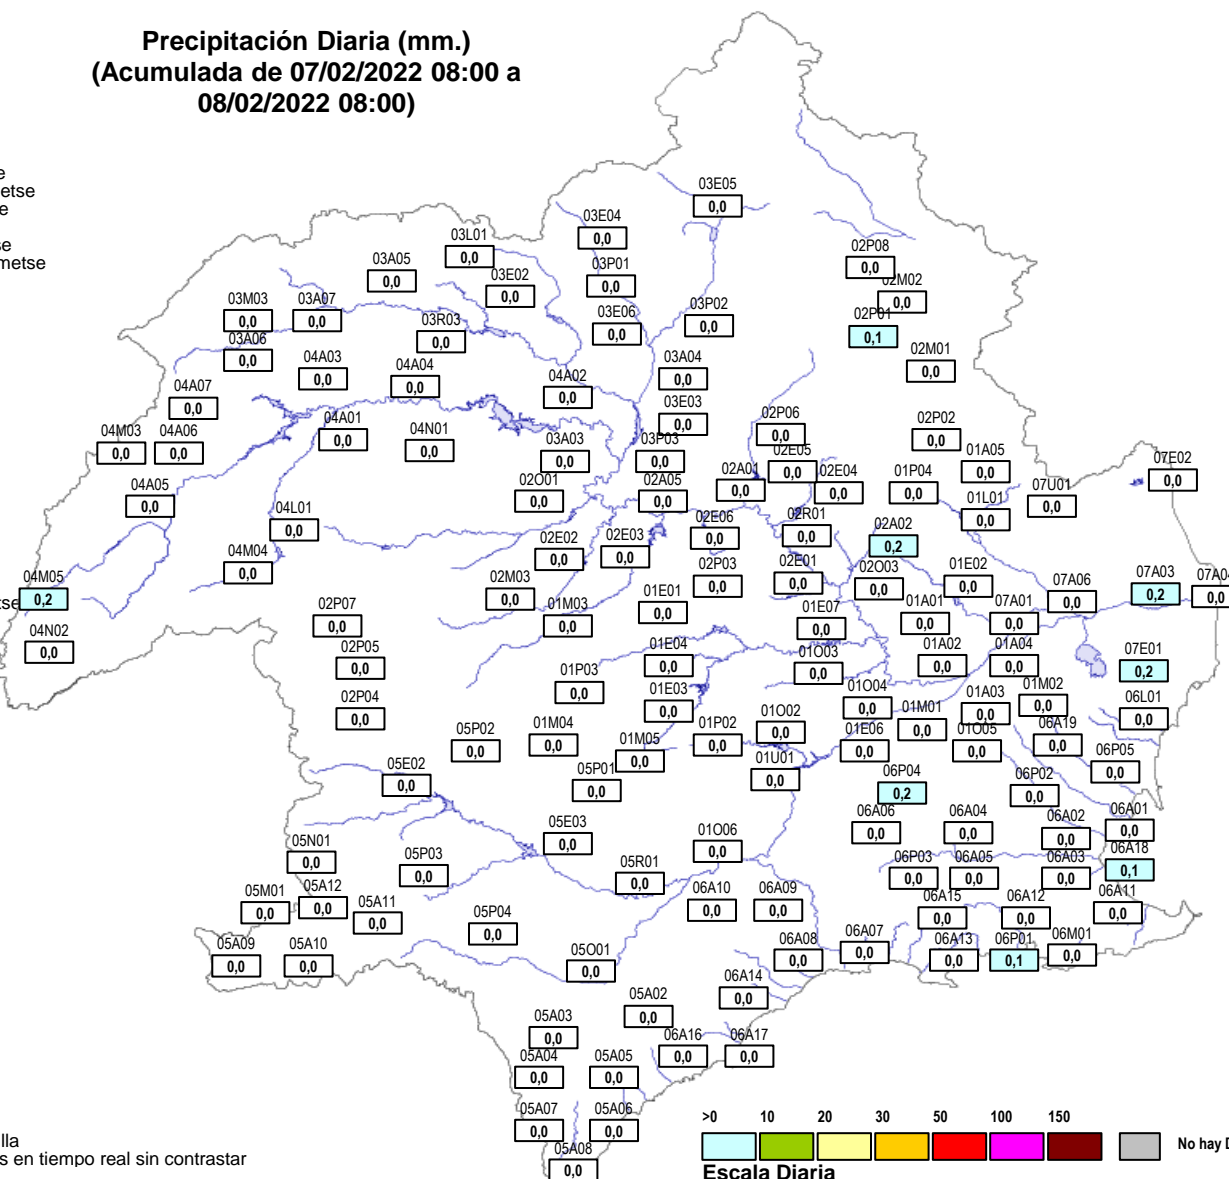 Precipitación Diaria (mm.)
(Acumulada de 07/02/2022 08:00 a
08/02/2022 08:00)
e
etse
e
se
metse
03E05
0,0
03E04
0,0
03L01
0,0
02P08
0,0
03A05
0,0
03E02
0,0
03P01
0,0
02M02
0,0
03M03
0,0
03A07
0,0
03R03
0,0
03E06
0,0
03P02
0,0
02P01
0,1
03A06
0,0
04A03
0,0
04A04
0,0
04A02
0,0
03A04
0,0
02M01
0,0
04A07
0,0
03E03
0,0
04M03
0,0
04A06
0,0
04A01
0,0
04N01
0,0
03A03
0,0
03P03
0,0
02P06
0,0
02P02
0,0
02E05
0,0
01A05
0,0
07E02
0,0
04A05
0,0
02O01
0,0
02A05
0,0
02A01
0,0
02E04
0,0
01P04
0,0
07U01
0,0
04L01
0,0
01L01
0,0
02E06
0,0
02R01
0,0
02A02
0,2
04M04
0,0
02E02
0,0
02E03
0,0
04M05
0,2
tse
02M03
0,0
02P03
0,0
02E01
0,0
02O03
0,0
01E02
0,0
07A06
0,0
07A03
0,2
07A04
0,0
04N02
0,0
02P07
0,0
01M03
0,0
01E01
0,0
01E07
0,0
01A01
0,0
07A01
0,0
02P05
0,0
01E04
0,0
01O03
0,0
01A02
0,0
01A04
0,0
07E01
0,2
02P04
0,0
01P03
0,0
01E03
0,0
01O04
0,0
01A03
0,0
01M02
0,0
06L01
0,0
05P02
0,0
01M04
0,0
01M05
0,0
01P02
0,0
01O02
0,0
01E06
0,0
01M01
0,0
01O05
0,0
06A19
0,0
05E02
0,0
05P01
0,0
01U01
0,0
06P04
0,2
06P02
0,0
06P05
0,0
05E03
0,0
01O06
0,0
06A06
0,0
06A04
0,0
06A02
0,0
06A01
0,0
05N01
0,0
05P03
0,0
05R01
0,0
06P03
0,0
06A05
0,0
06A03
0,0
06A18
0,1
05M01
0,0
05A12
0,0
05A11
0,0
05P04
0,0
06A10
0,0
06A09
0,0
06A15
0,0
06A12
0,0
06A11
0,0
05A09
0,0
05A10
0,0
05O01
0,0
06A08
0,0
06A07
0,0
06A13
0,0
06P01
0,1
06M01
0,0
06A14
0,0
05A03
0,0
05A02
0,0
06A16
0,0
06A17
0,0
05A04
0,0
05A05
0,0
05A07
0,0
05A06
0,0
05A08
0,0
lla
s en tiempo real sin contrastar
>0 10 20 30 50 100 150
No hay D
Escala Diaria